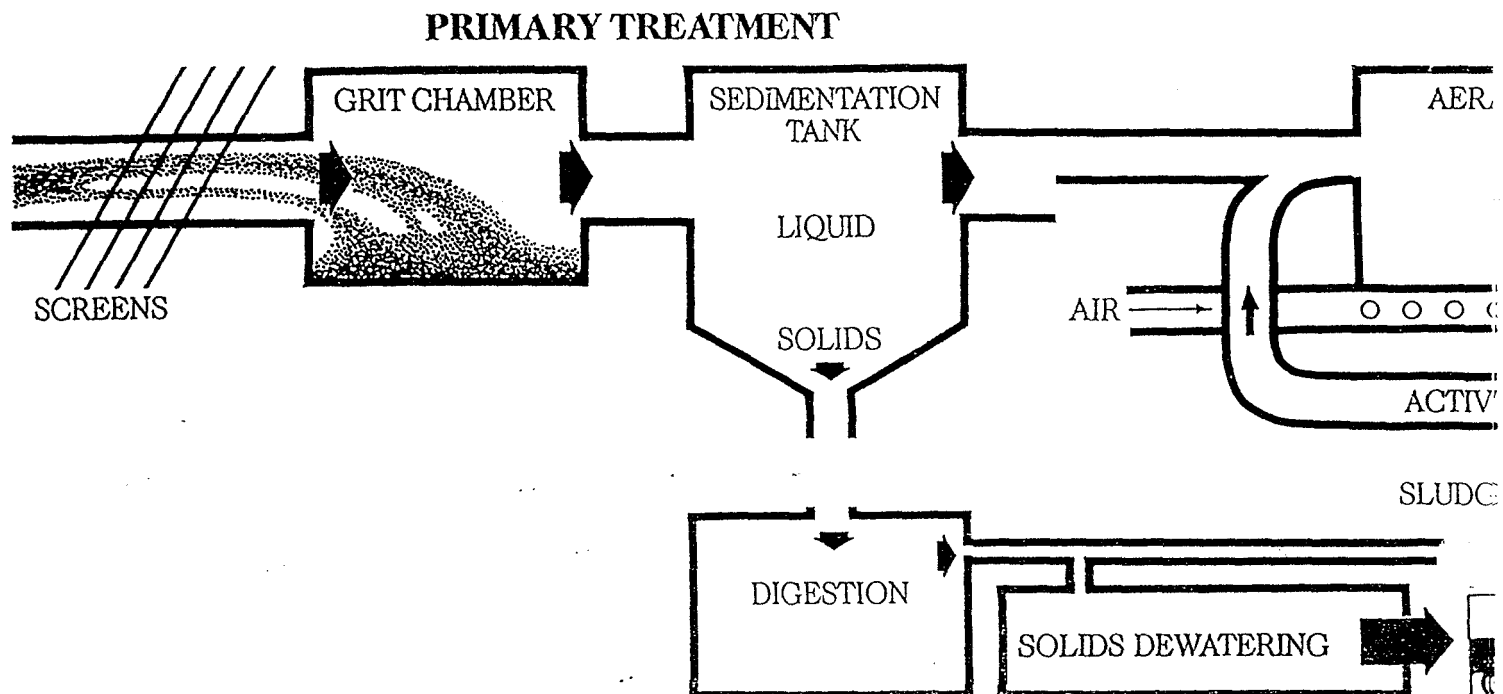 PRIMARY TREATMENT
GRIT CHAMBER
SEDIMENTATION
TANK
LIQUID
SOLIDS
SCREENS
AIR
DIGESTION
SOLIDS DEWATERING